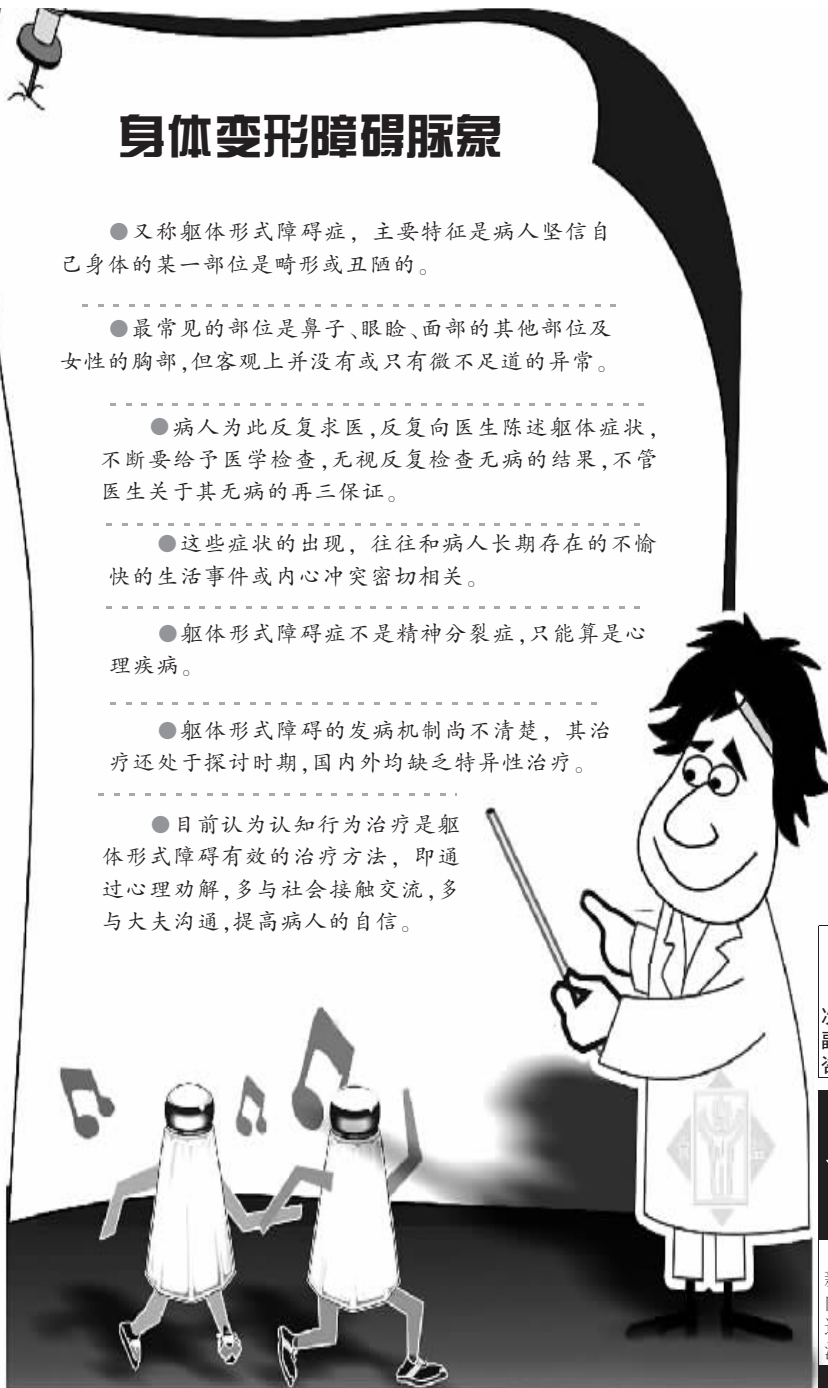 身体变形障碍脉象
●又称躯体形式障碍症，主要特征是病人坚信自
己身体的某一部位是畸形或丑陋的。
●最常见的部位是鼻子、眼睑、面部的其他部位及
女性的胸部,但客观上并没有或只有微不足道的异常。
●病人为此反复求医,反复向医生陈述躯体症状,
不断要给予医学检查,无视反复检查无病的结果,不管
医生关于其无病的再三保证。
●这些症状的出现，往往和病人长期存在的不愉
快的生活事件或内心冲突密切相关。
●躯体形式障碍症不是精神分裂症,只能算是心
理疾病。
●躯体形式障碍的发病机制尚不清楚，其治
疗还处于探讨时期,国内外均缺乏特异性治疗。
●目前认为认知行为治疗是躯
体形式障碍有效的治疗方法，即通
过心理劝解,多与社会接触交流,多
与大夫沟通,提高病人的自信。